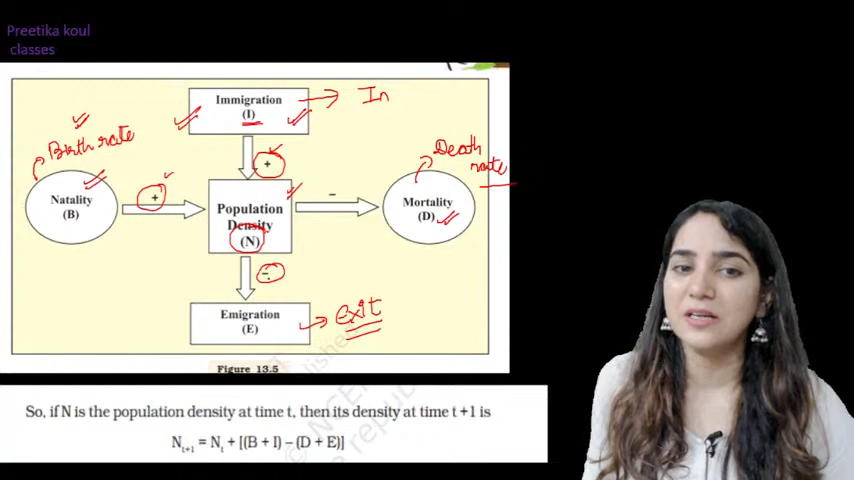 Preetika koul
classes
Immigration
(I)
In
Birth rate
+
Death
rate
Natality
(B)
+
Population
Density
(N)
–
Mortality
(D)
–
Emigration
(E)
exit
Figure 13.5
So, if N is the population density at time t, then its density at time t +1 is
Nt+1 = Nt + [(B + I) – (D + E)]